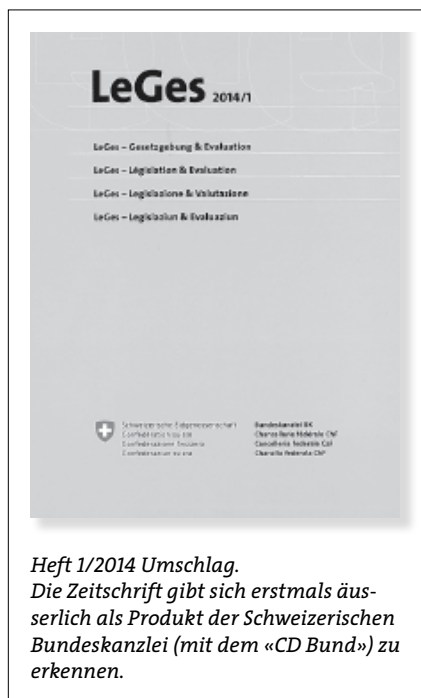 LeGes 2014/1
LeGes – Gesetzgebung & Evaluation
LeGes – Législation & Evaluation
LeGes – Legislazione & Valutazione
LeGes – Legislaziun & Evaluaziun
Schweizerische Eidgenossenschaft
Confédération suisse
Confederazione Svizzera
Confederaziun svizra
Bundeskanzlei BK
Chancellerie fédérale ChF
Cancelleria federale CaF
Chanzlia federala ChF
Heft 1/2014 Umschlag.
Die Zeitschrift gibt sich erstmals äus-
serlich als Produkt der Schweizerischen
Bundeskanzlei (mit dem «CD Bund») zu
erkennen.